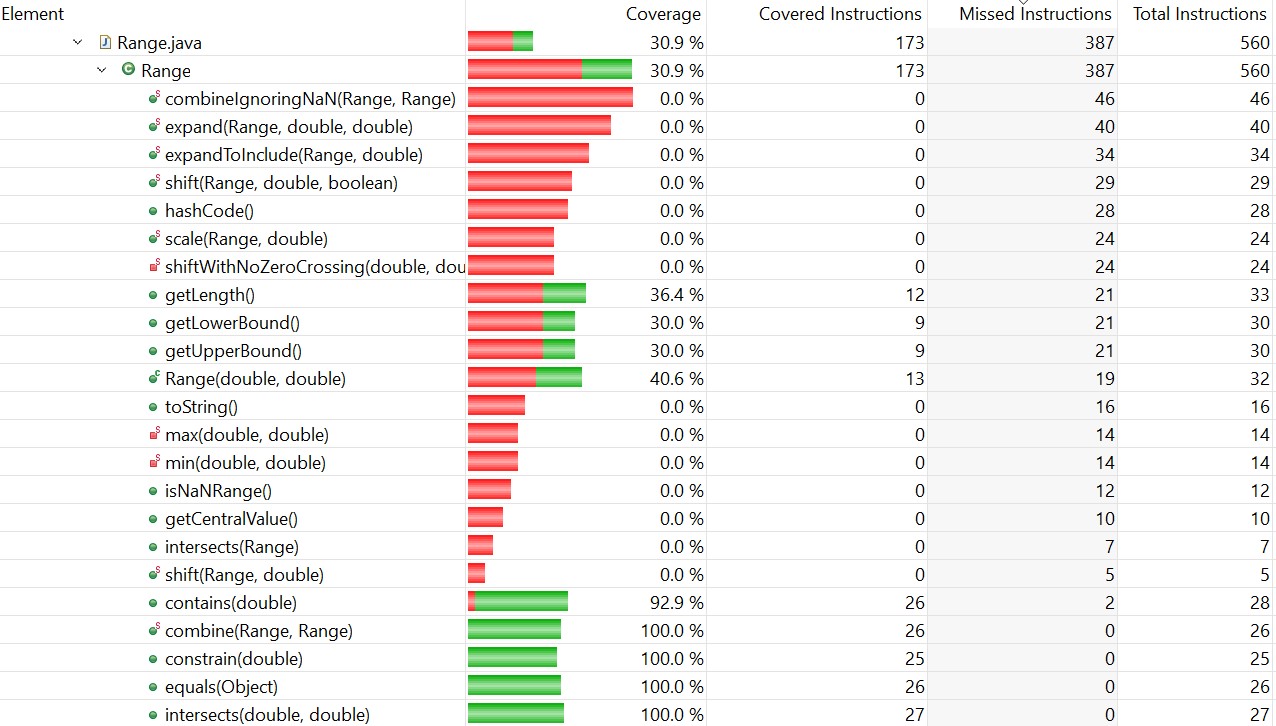 Element Coverage Covered Instructions Missed Instructions Total Instructions
Range.java 30.9 % 173 387 560
Range 30.9 % 173 387 560
combineIgnoringNaN(Range, Range) 0.0 % 0 46 46
expand(Range, double, double) 0.0 % 0 40 40
expandToInclude(Range, double) 0.0 % 0 34 34
shift(Range, double, boolean) 0.0 % 0 29 29
hashCode() 0.0 % 0 28 28
scale(Range, double) 0.0 % 0 24 24
shiftWithNoZeroCrossing(double, dou 0.0 % 0 24 24
getLength() 36.4 % 12 21 33
getLowerBound() 30.0 % 9 21 30
getUpperBound() 30.0 % 9 21 30
Range(double, double) 40.6 % 13 19 32
toString() 0.0 % 0 16 16
max(double, double) 0.0 % 0 14 14
min(double, double) 0.0 % 0 14 14
isNaNRange() 0.0 % 0 12 12
getCentralValue() 0.0 % 0 10 10
intersects(Range) 0.0 % 0 7 7
shift(Range, double) 0.0 % 0 5 5
contains(double) 92.9 % 26 2 28
combine(Range, Range) 100.0 % 26 0 26
constrain(double) 100.0 % 25 0 25
equals(Object) 100.0 % 26 0 26
intersects(double, double) 100.0 % 27 0 27